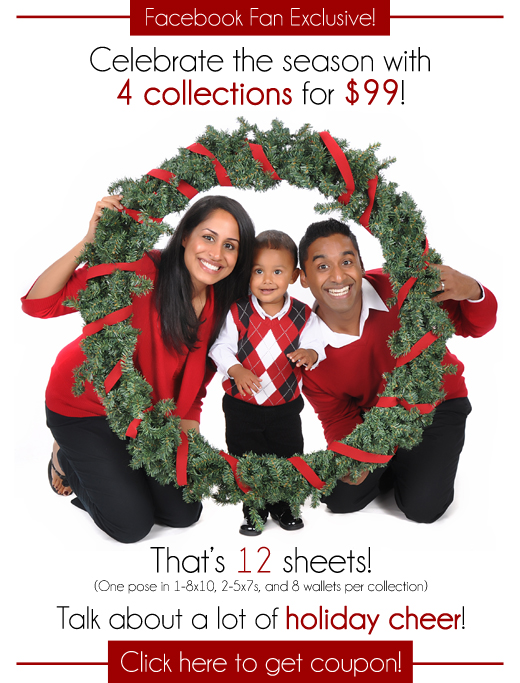 Facebook Fan Exclusive!
Celebrate the season with
4 collections for $99!
That's 12 sheets!
(One pose in 1-8x10, 2-5x7s, and 8 wallets per collection)
Talk about a lot of holiday cheer!
Click here to get coupon!